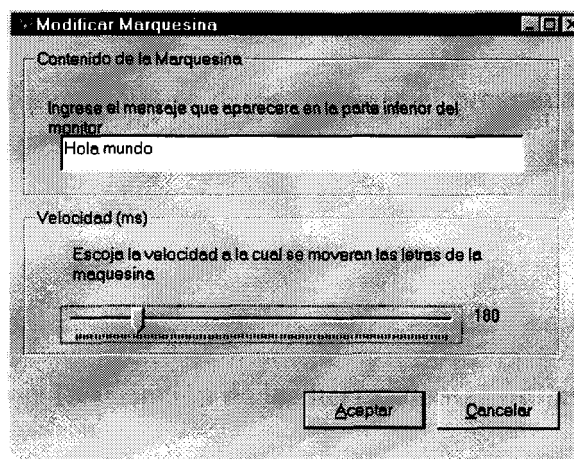 Modificar Marquesina
Contenido de la Marquesina
Ingrese el mensaje que aparecera en la parte inferior del
monitor
Hola mundo
Velocidad (ms)
Escoja la velocidad a la cual se moveran las letras de la
maquesina
180
Aceptar
Cancelar